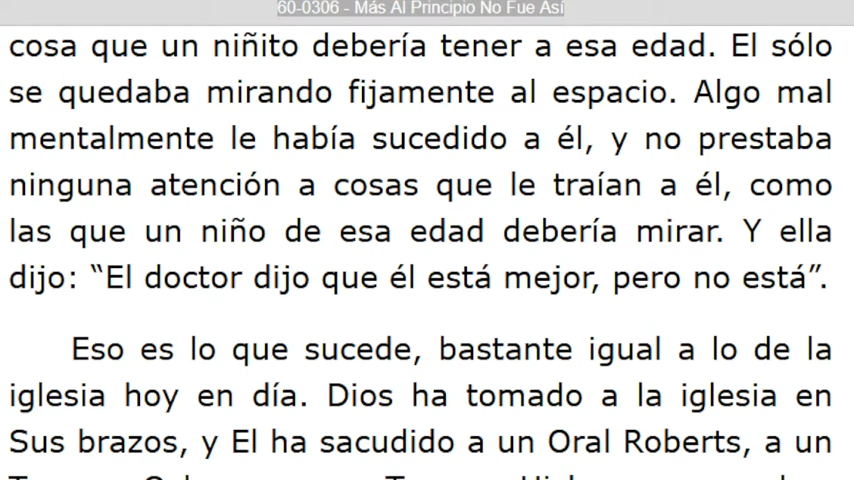 60-0306 - Más Al Principio No Fue Así
cosa que un niñito debería tener a esa edad. El sólo
se quedaba mirando fijamente al espacio. Algo mal
mentalmente le había sucedido a él, y no prestaba
ninguna atención a cosas que le traían a él, como
las que un niño de esa edad debería mirar. Y ella
dijo: “El doctor dijo que él está mejor, pero no está”.
Eso es lo que sucede, bastante igual a lo de la
iglesia hoy en día. Dios ha tomado a la iglesia en
Sus brazos, y El ha sacudido a un Oral Roberts, a un